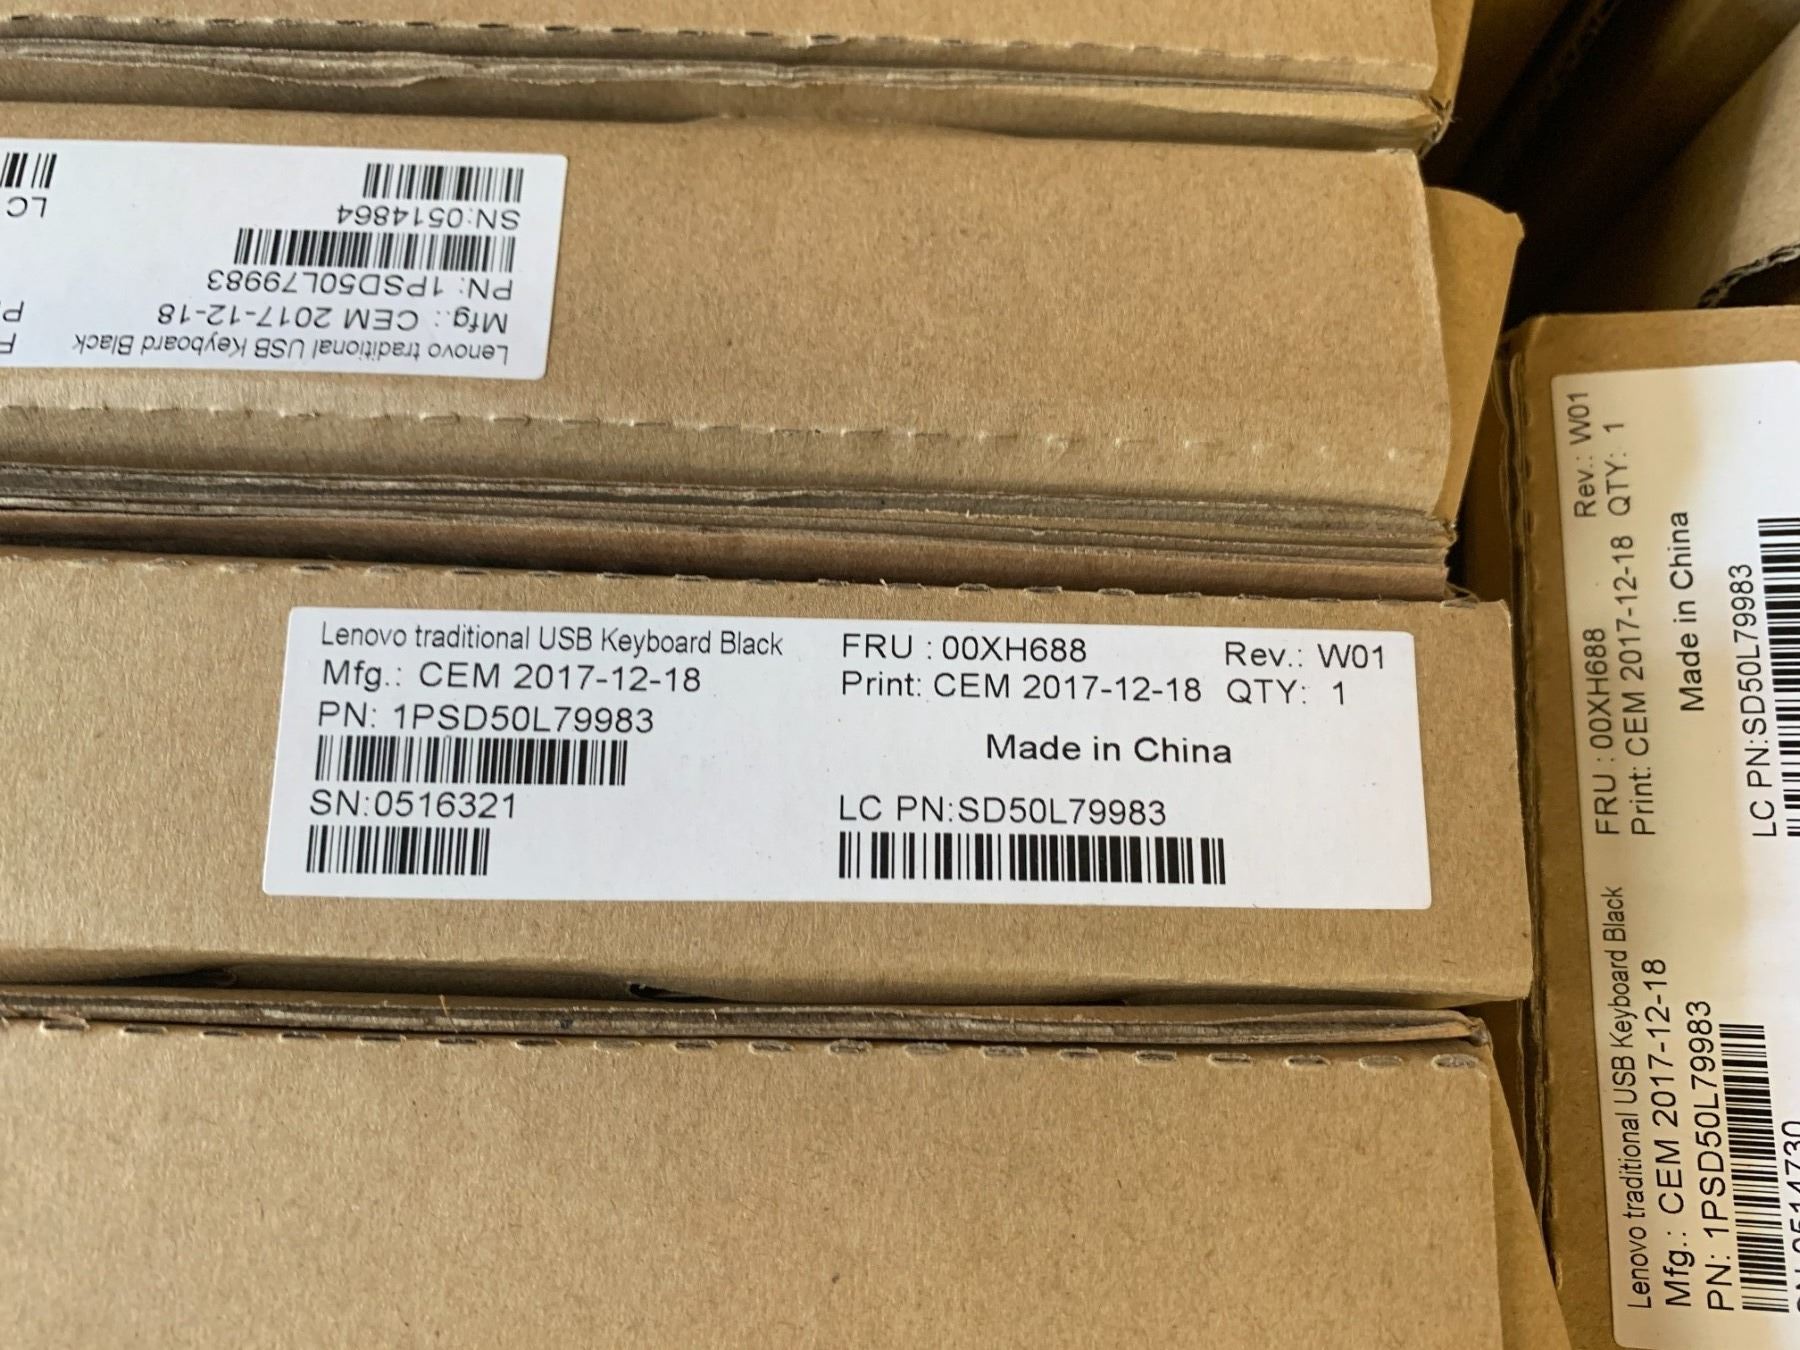 SN:0514864
PN: 1PSD50L79983
Mfg.: CEM 2017-12-18
Lenovo traditional USB Keyboard Black
LC
Lenovo traditional USB Keyboard Black
FRU : 00XH688
Rev.: W01
Mfg.: CEM 2017-12-18
Print: CEM 2017-12-18
QTY: 1
PN: 1PSD50L79983
Made in China
SN:0516321
LC PN:SD50L79983
Lenovo traditional USB Keyboard Black
FRU : 00XH688
Rev.: W01
Mfg.: CEM 2017-12-18
Print: CEM 2017-12-18
QTY: 1
PN: 1PSD50L79983
Made in China
LC PN:SD50L79983